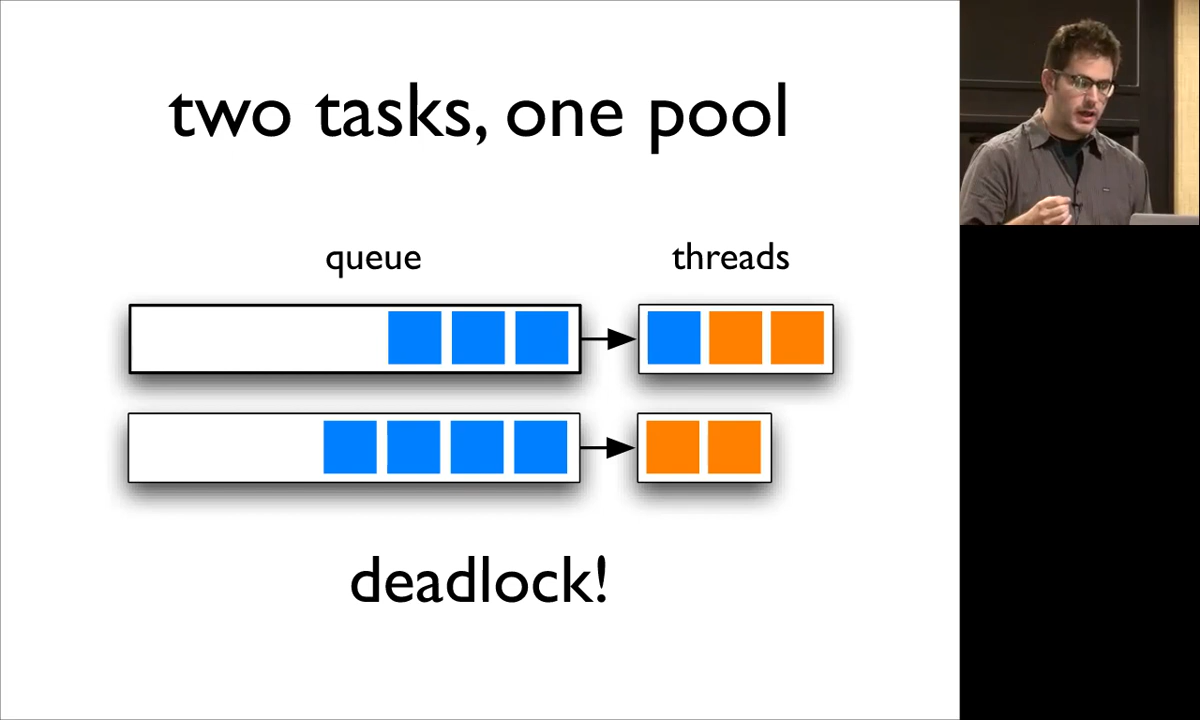 two tasks, one pool
queue
threads
deadlock!